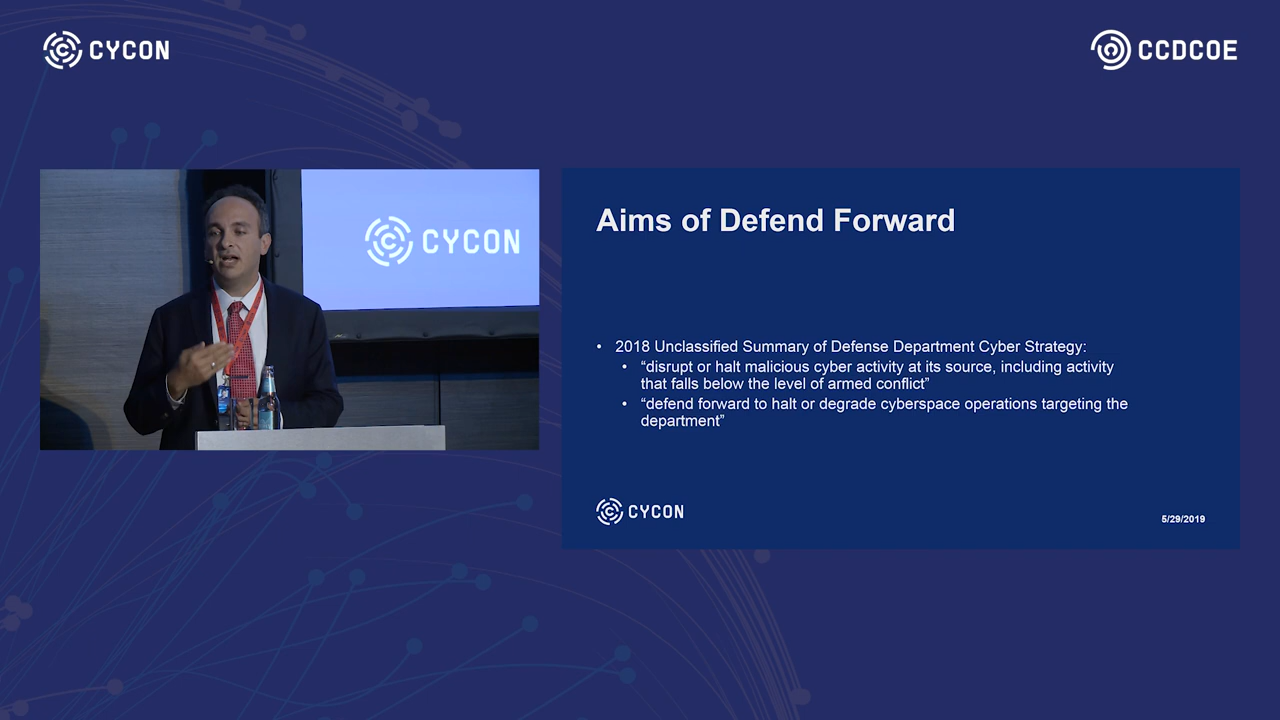 CYCON
CCDCOE
CYCON
Aims of Defend Forward
• 2018 Unclassified Summary of Defense Department Cyber Strategy:
• “disrupt or halt malicious cyber activity at its source, including activity
that falls below the level of armed conflict”
• “defend forward to halt or degrade cyberspace operations targeting the
department”
CYCON
5/29/2019